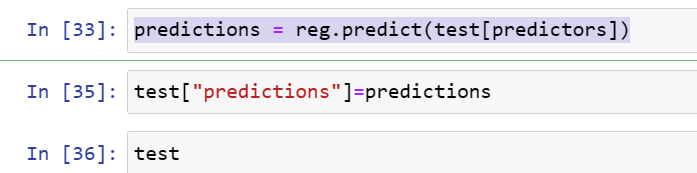 In [33]: predictions = reg.predict(test[predictors])
In [35]: test["predictions"]=predictions
In [36]: test